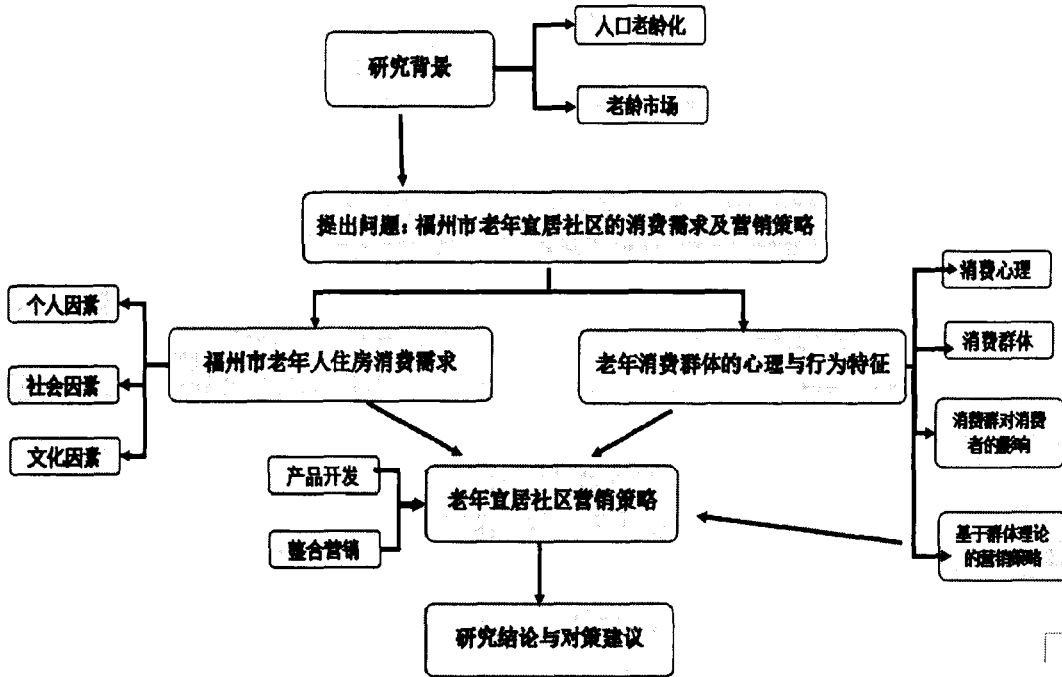 人口老龄化
研究背景
老龄市场
提出问题：福州市老年宜居社区的消费需求及营销策略
消费心理
个人因素
消费群体
福州市老年人住房消费需求
老年消费群体的心理与行为特征
社会因素
消费群对消费
者的影响
文化因素
产品开发
老年宜居社区营销策略
整合营销
基于群体理论
的营销策略
研究结论与对策建议